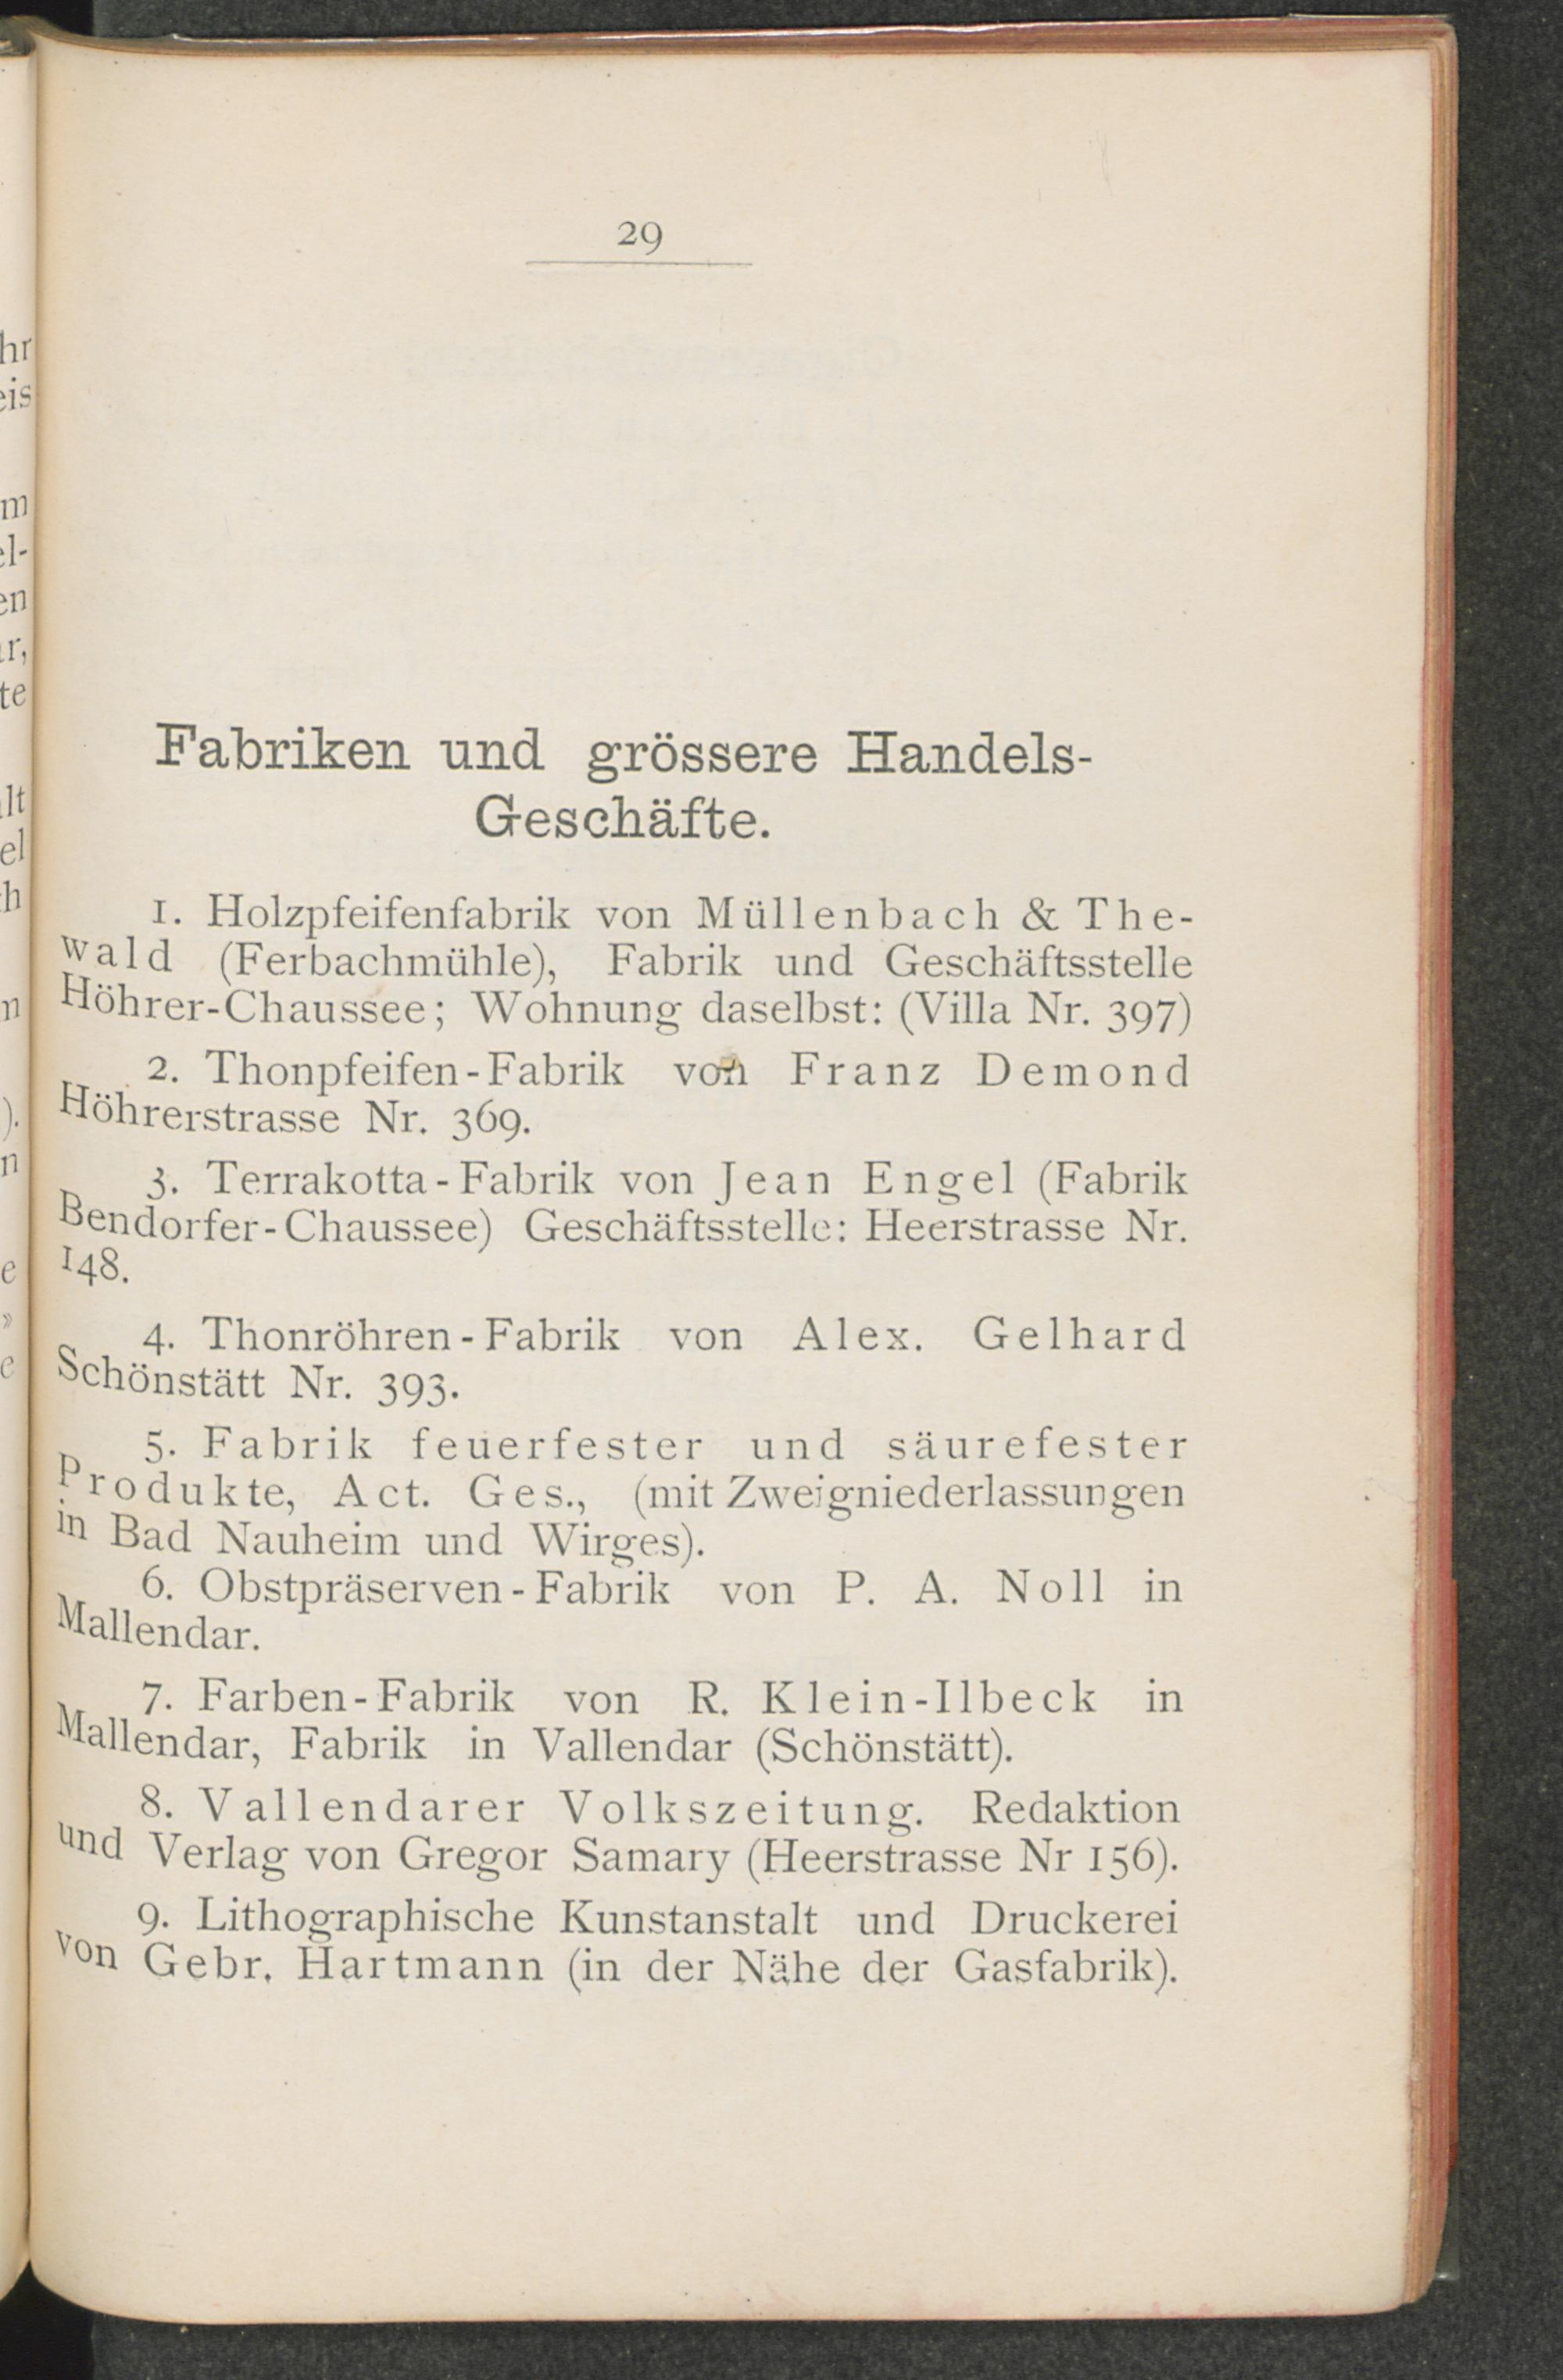 29
Fabriken und grössere Handels-
Geschäfte.
1. Holzpfeifenfabrik von Müllenbach & The-
wald (Ferbachmühle), Fabrik und Geschäftsstelle
Höhrer-Chaussee; Wohnung daselbst: (Villa Nr. 397)
2. Thonpfeifen-Fabrik von Franz Demond
Höhrerstrasse Nr. 369.
3. Terrakotta-Fabrik von Jean Engel (Fabrik
Bendorfer-Chaussee) Geschäftsstelle: Heerstrasse Nr.
148.
4. Thonröhren-Fabrik von Alex. Gelhard
Schönstätt Nr. 393.
5. Fabrik feuerfester und säurefester
Produkte, Act. Ges., (mit Zweigniederlassungen
in Bad Nauheim und Wirges).
6. Obstpräserven-Fabrik von P. A. Noll in
Mallendar.
7. Farben-Fabrik von R. Klein-Ilbeck in
Mallendar, Fabrik in Vallendar (Schönstätt).
8. Vallendarer Volkszeitung. Redaktion
und Verlag von Gregor Samary (Heerstrasse Nr 156).
9. Lithographische Kunstanstalt und Druckerei
von Gebr. Hartmann (in der Nähe der Gasfabrik).